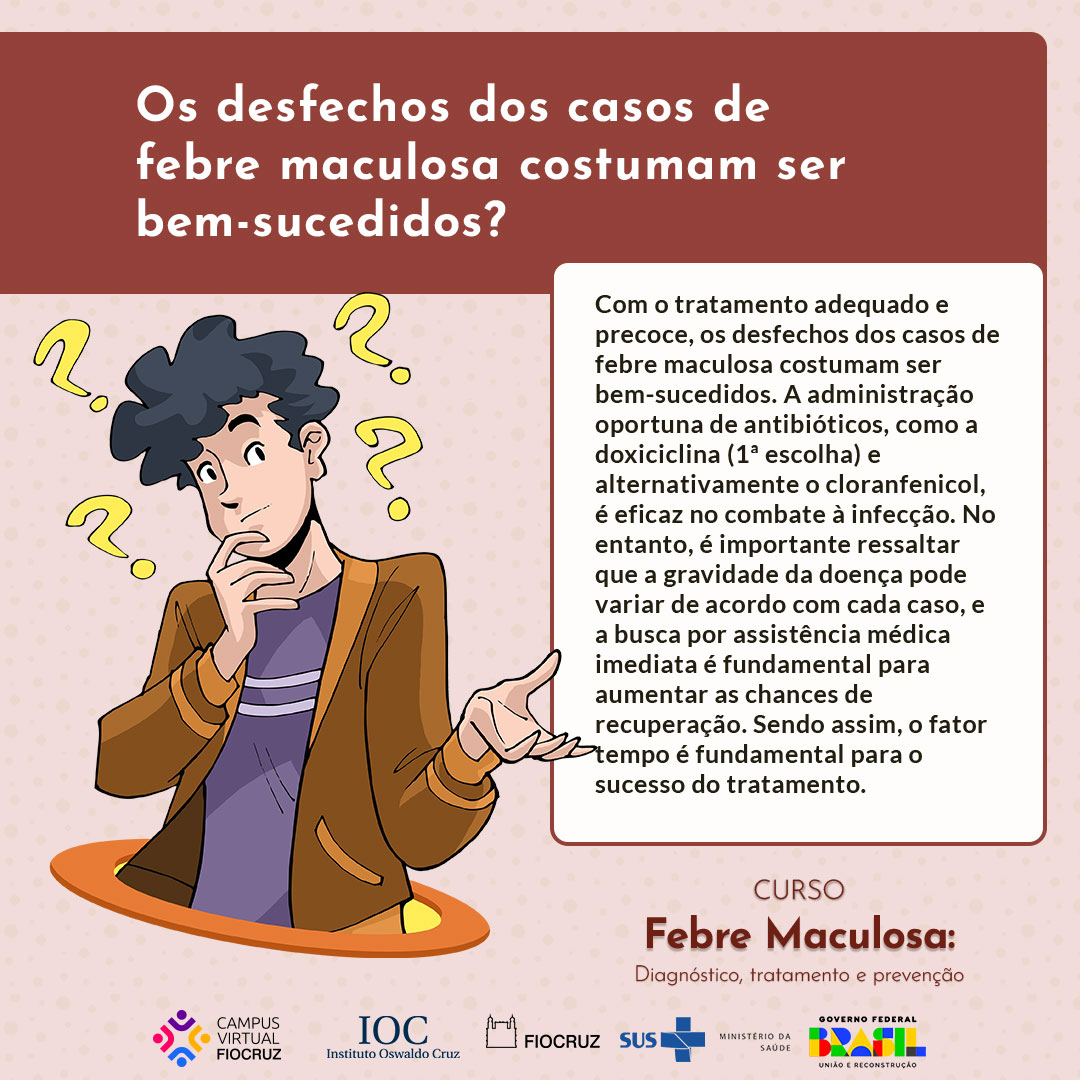 Os desfechos dos casos de
febre maculosa costumam ser
bem-sucedidos?
Com o tratamento adequado e
precoce, os desfechos dos casos de
febre maculosa costumam ser
bem-sucedidos. A administração
oportuna de antibióticos, como a
doxiciclina (1ª escolha) e
alternativamente o cloranfenicol,
é eficaz no combate à infecção. No
entanto, é importante ressaltar
que a gravidade da doença pode
variar de acordo com cada caso, e
a busca por assistência médica
imediata é fundamental para
aumentar as chances de
recuperação. Sendo assim, o fator
tempo é fundamental para o
sucesso do tratamento.
CURSO
Febre Maculosa:
Diagnóstico, tratamento e prevenção
CAMPUS
VIRTUAL
FIOCRUZ
IOC
Instituto Oswaldo Cruz
FIOCRUZ
SUS
MINISTÉRIO DA
SAÚDE
GOVERNO FEDERAL
BRASIL
UNIÃO E RECONSTRUÇÃO